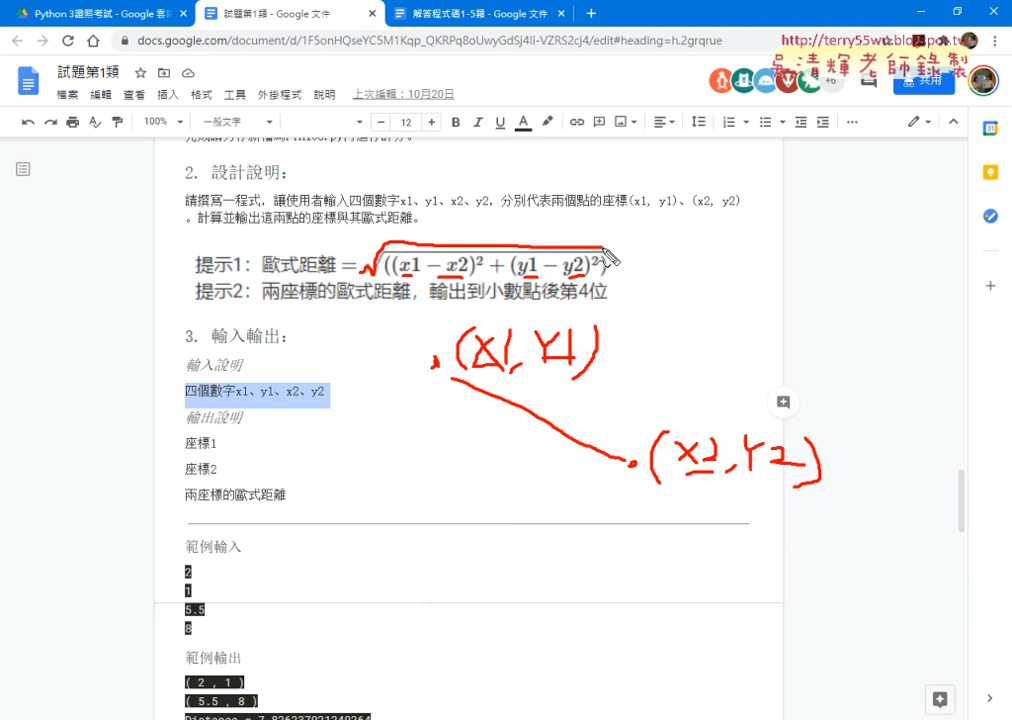 Python 3證照考試 - Google 雲端
試題第1類 - Google 文件
解答程式碼1-5類 - Google 文件
docs.google.com/document/d/1F5onHQseYC5M1Kqp_QKRPq8oUwyGdSj4li-VZRS2cj4/edit#heading=h.2grqrue
http://terry55wu.blogspot.tw
吳清輝老師錄製
試題第1類
+6
共用
檔案 編輯 查看 插入 格式 工具 外掛程式 說明 上次編輯：10月20日
100% 一般文字 12 B I U A
2. 設計說明：
請撰寫一程式，讓使用者輸入四個數字x1、y1、x2、y2，分別代表兩個點的座標(x1, y1)、(x2, y2)
。計算並輸出這兩點的座標與其歐式距離。
提示1：歐式距離 = √((x1 − x2)² + (y1 − y2)²)
提示2：兩座標的歐式距離，輸出到小數點後第4位
3. 輸入輸出：
(X1, Y1)
輸入說明
四個數字x1、y1、x2、y2
輸出說明
座標1
(X2, Y2)
座標2
兩座標的歐式距離
範例輸入
2
1
5.5
8
範例輸出
( 2 , 1 )
( 5.5 , 8 )
Distance = 7.826237921249264